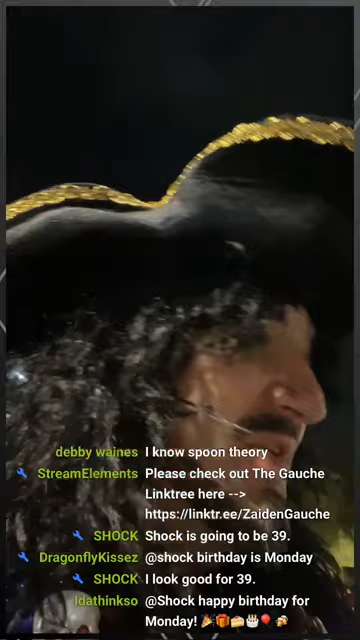 debby waines I know spoon theory
StreamElements Please check out The Gauche
Linktree here -->
https://linktr.ee/ZaidenGauche
SHOCK Shock is going to be 39.
DragonflyKissez @shock birthday is Monday
SHOCK I look good for 39.
Idathinkso @Shock happy birthday for
Monday! 🎉🎁🍰🎂🎈🍻